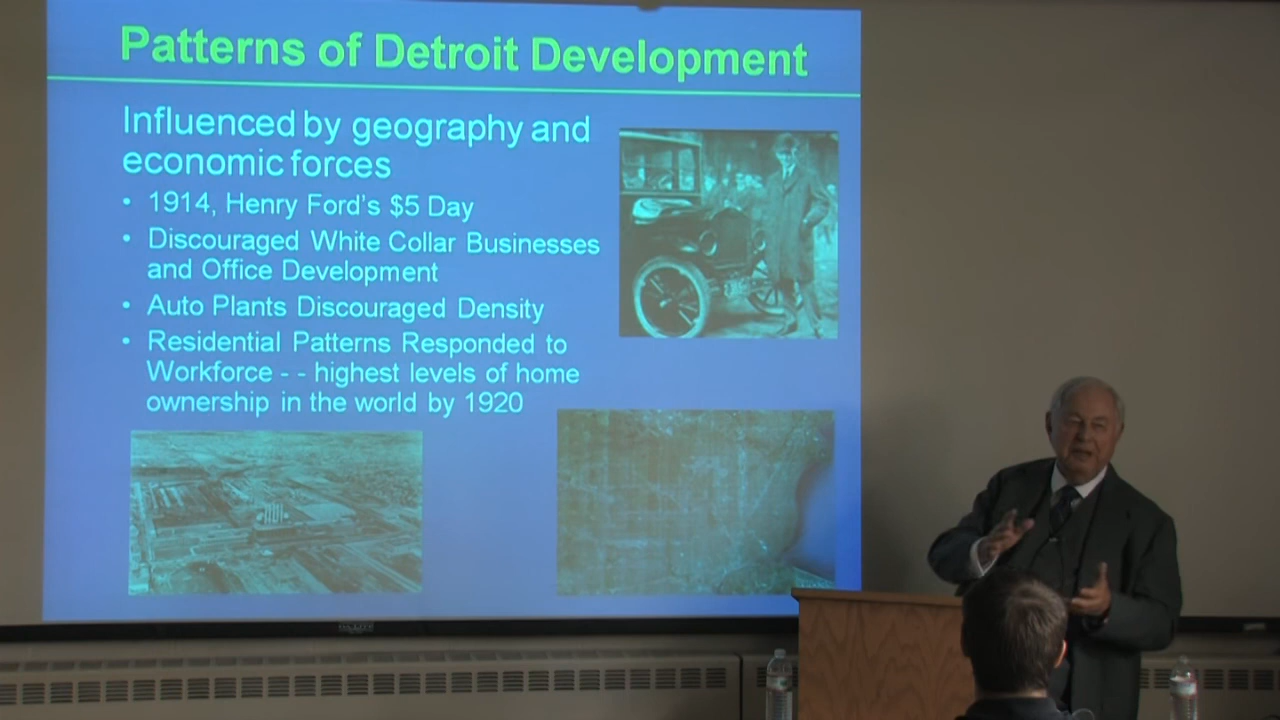 Patterns of Detroit Development
Influenced by geography and
economic forces
• 1914, Henry Ford's $5 Day
• Discouraged White Collar Businesses
and Office Development
• Auto Plants Discouraged Density
• Residential Patterns Responded to
Workforce - - highest levels of home
ownership in the world by 1920